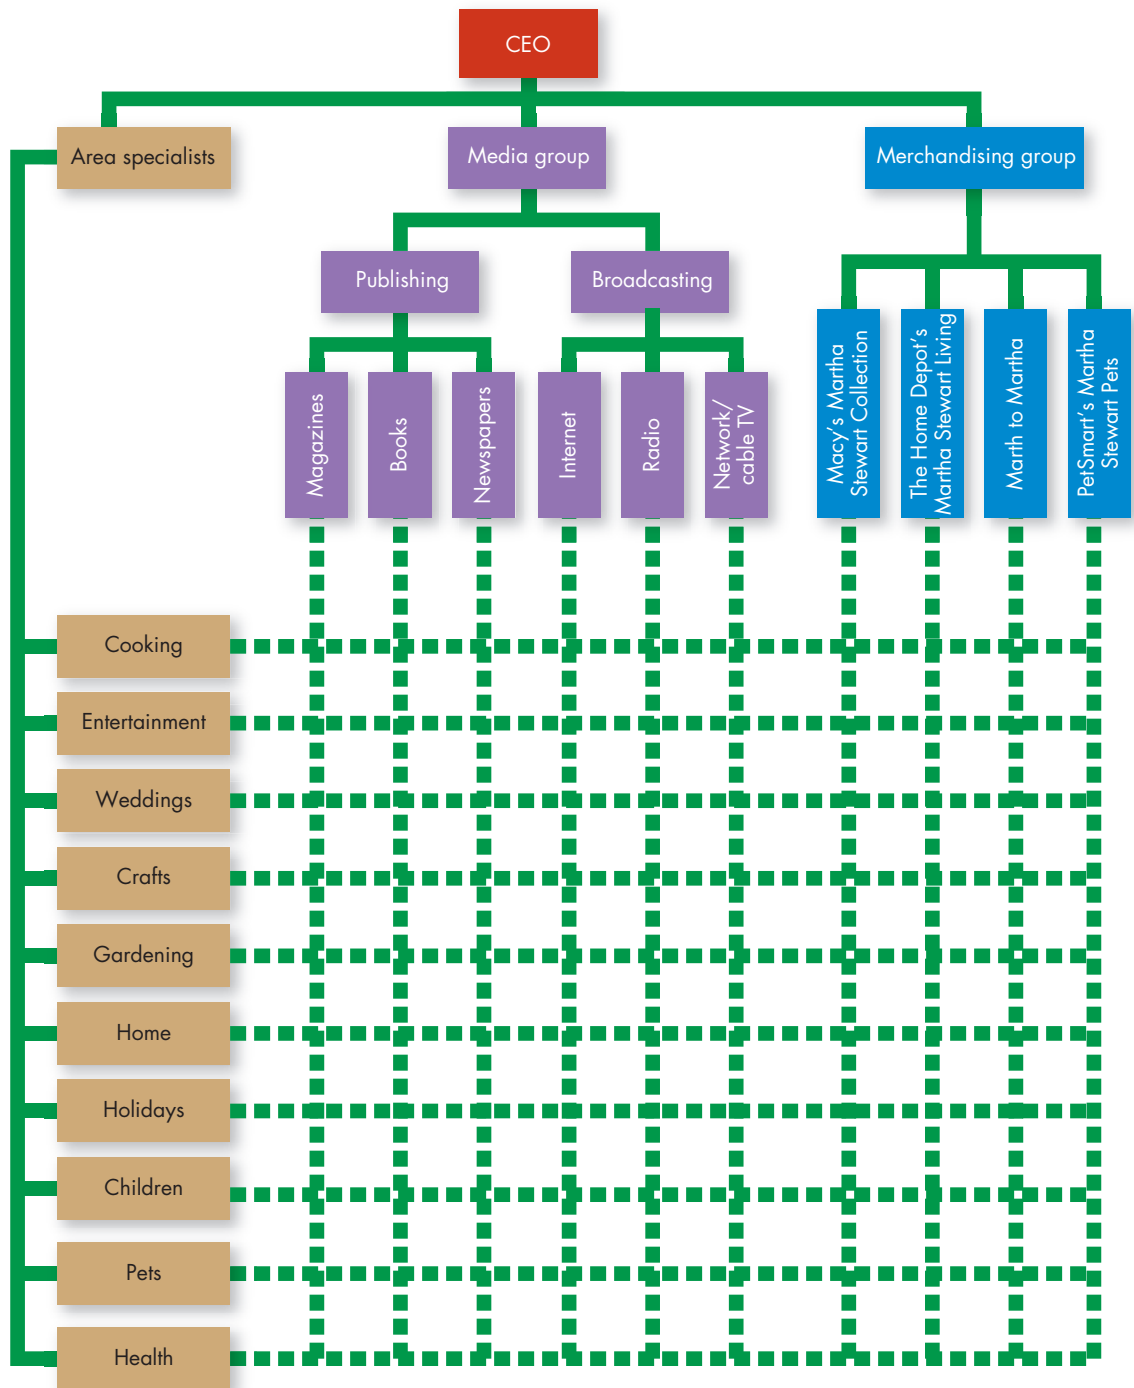 CEO
Area specialists
Media group
Merchandising group
Publishing
Broadcasting
Magazines
Books
Newspapers
Internet
Radio
Network/
cable TV
Macy's Martha
Stewart Collection
The Home Depot's
Martha Stewart Living
Marth to Martha
PetSmart's Martha
Stewart Pets
Cooking
Entertainment
Weddings
Crafts
Gardening
Home
Holidays
Children
Pets
Health